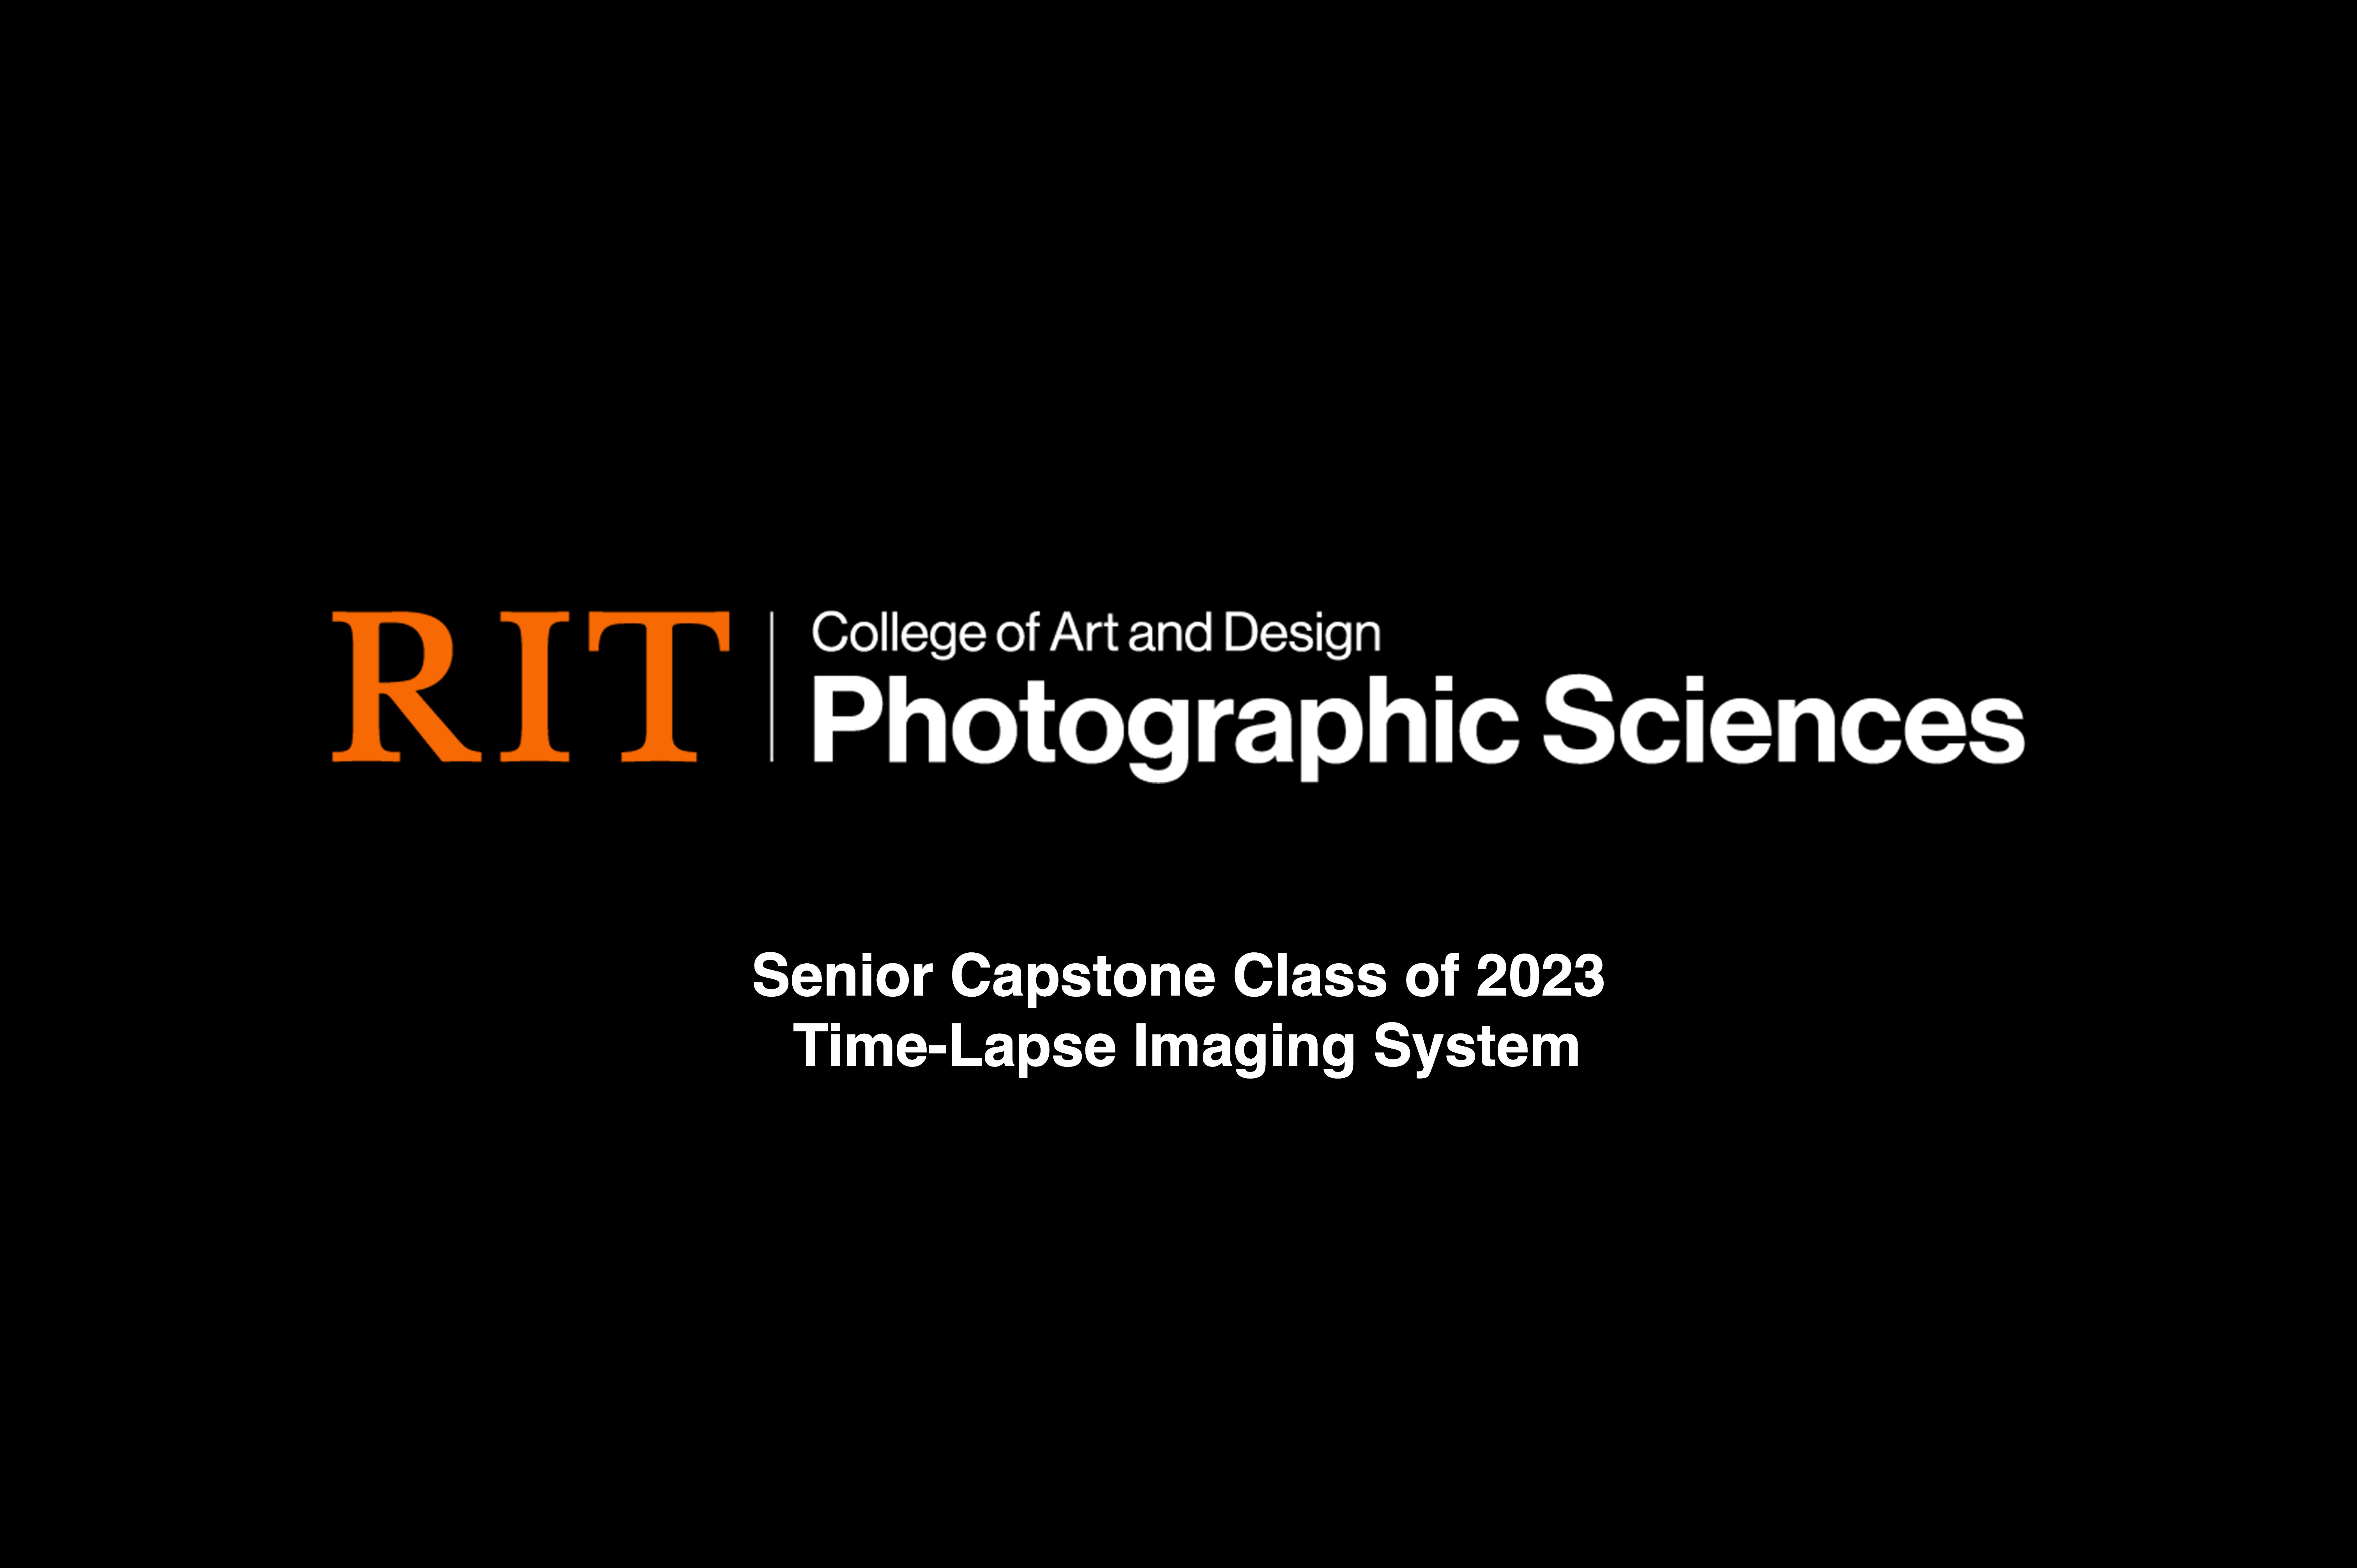 RIT
College of Art and Design
Photographic Sciences
Senior Capstone Class of 2023
Time-Lapse Imaging System